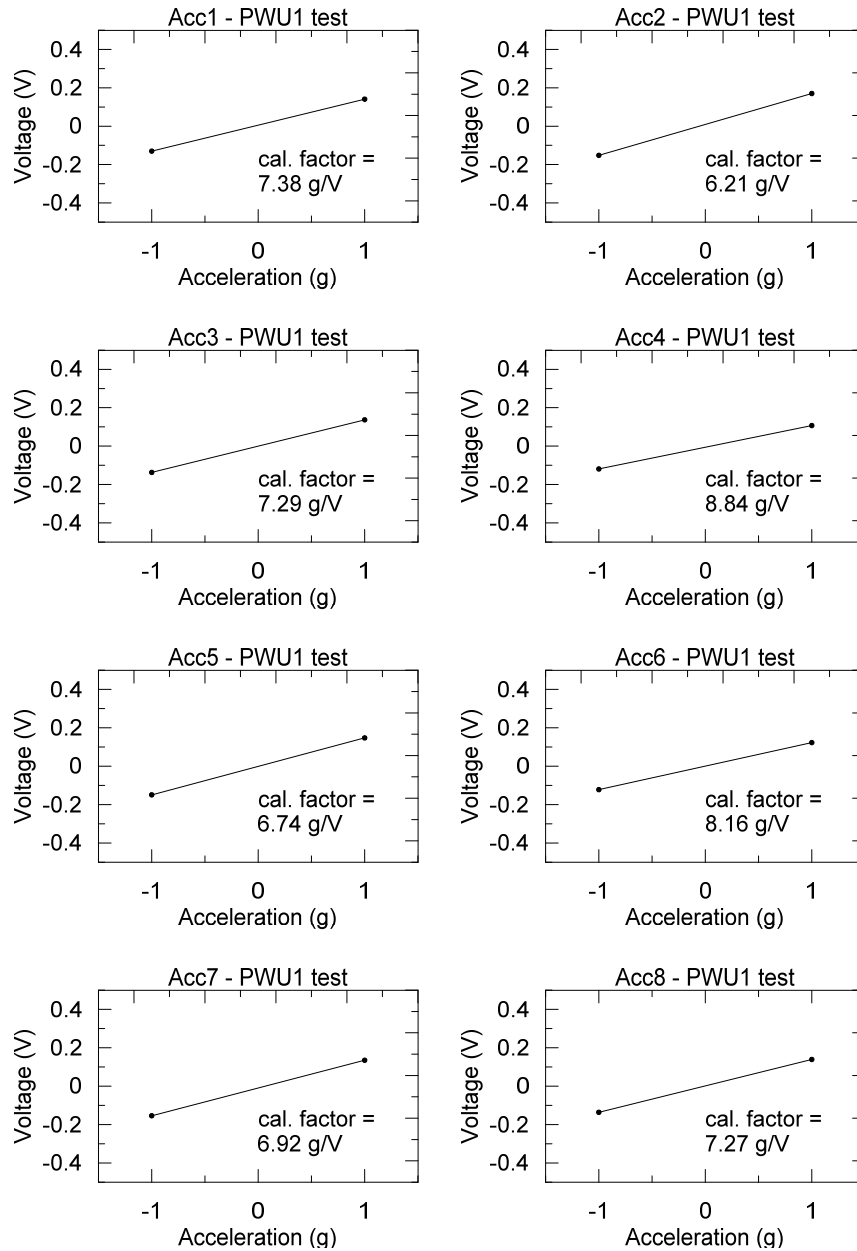 Acc1 - PWU1 test
0.4
0.2
0
-0.2
-0.4
Voltage (V)
cal. factor =
7.38 g/V
-1 0 1
Acceleration (g)
Acc2 - PWU1 test
0.4
0.2
0
-0.2
-0.4
Voltage (V)
cal. factor =
6.21 g/V
-1 0 1
Acceleration (g)
Acc3 - PWU1 test
0.4
0.2
0
-0.2
-0.4
Voltage (V)
cal. factor =
7.29 g/V
-1 0 1
Acceleration (g)
Acc4 - PWU1 test
0.4
0.2
0
-0.2
-0.4
Voltage (V)
cal. factor =
8.84 g/V
-1 0 1
Acceleration (g)
Acc5 - PWU1 test
0.4
0.2
0
-0.2
-0.4
Voltage (V)
cal. factor =
6.74 g/V
-1 0 1
Acceleration (g)
Acc6 - PWU1 test
0.4
0.2
0
-0.2
-0.4
Voltage (V)
cal. factor =
8.16 g/V
-1 0 1
Acceleration (g)
Acc7 - PWU1 test
0.4
0.2
0
-0.2
-0.4
Voltage (V)
cal. factor =
6.92 g/V
-1 0 1
Acceleration (g)
Acc8 - PWU1 test
0.4
0.2
0
-0.2
-0.4
Voltage (V)
cal. factor =
7.27 g/V
-1 0 1
Acceleration (g)